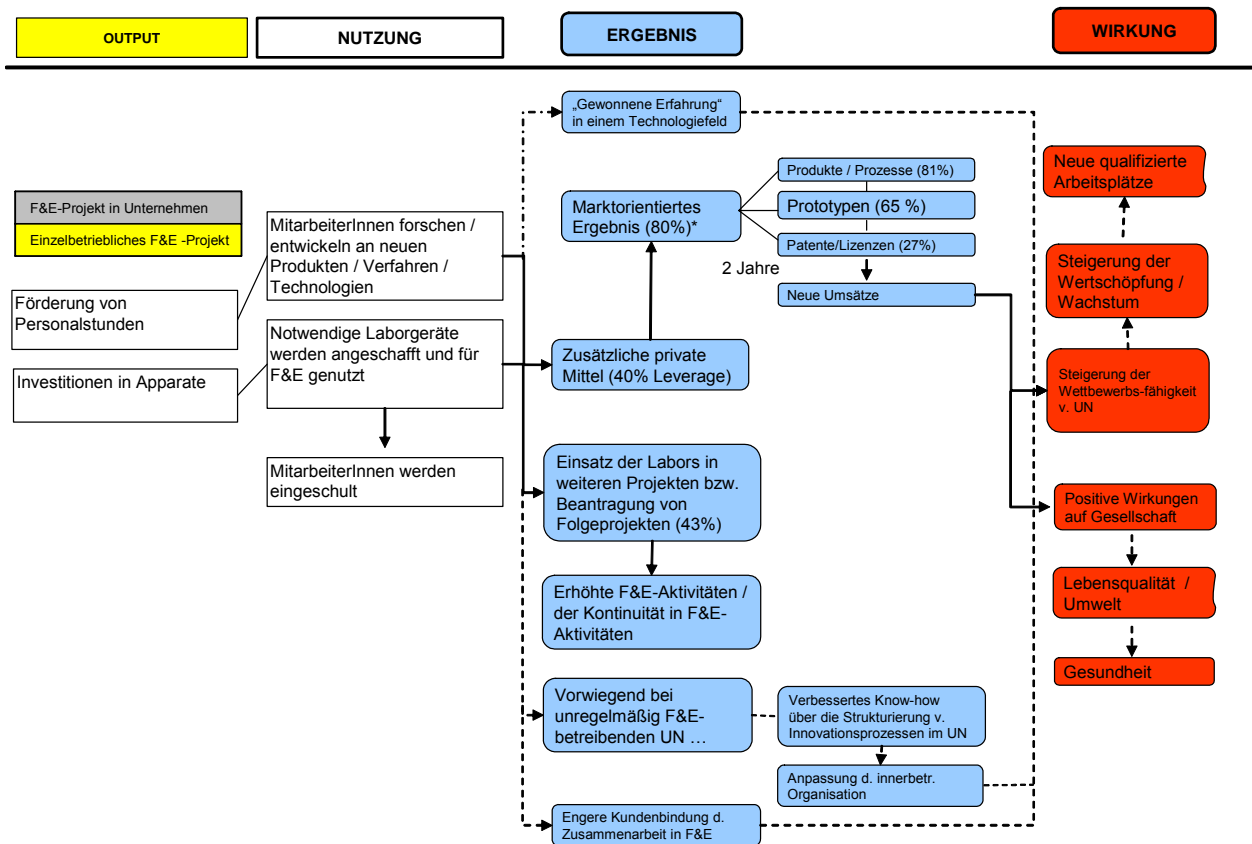 OUTPUT
NUTZUNG
ERGEBNIS
WIRKUNG
F&E-Projekt in Unternehmen
Einzelbetriebliches F&E -Projekt
Förderung von
Personalstunden
Investitionen in Apparate
MitarbeiterInnen forschen /
entwickeln an neuen
Produkten / Verfahren /
Technologien
Notwendige Laborgeräte
werden angeschafft und für
F&E genutzt
MitarbeiterInnen werden
eingeschult
„Gewonnene Erfahrung“
in einem Technologiefeld
Marktorientiertes
Ergebnis (80%)*
Produkte / Prozesse (81%)
Prototypen (65 %)
Patente/Lizenzen (27%)
2 Jahre
Neue Umsätze
Zusätzliche private
Mittel (40% Leverage)
Einsatz der Labors in
weiteren Projekten bzw.
Beantragung von
Folgeprojekten (43%)
Erhöhte F&E-Aktivitäten /
der Kontinuität in F&E-
Aktivitäten
Vorwiegend bei
unregelmäßig F&E-
betreibenden UN …
Verbessertes Know-how
über die Strukturierung v.
Innovationsprozessen im UN
Anpassung d. innerbetr.
Organisation
Engere Kundenbindung d.
Zusammenarbeit in F&E
Neue qualifizierte
Arbeitsplätze
Steigerung der
Wertschöpfung /
Wachstum
Steigerung der
Wettbewerbs-fähigkeit
v. UN
Positive Wirkungen
auf Gesellschaft
Lebensqualität /
Umwelt
Gesundheit